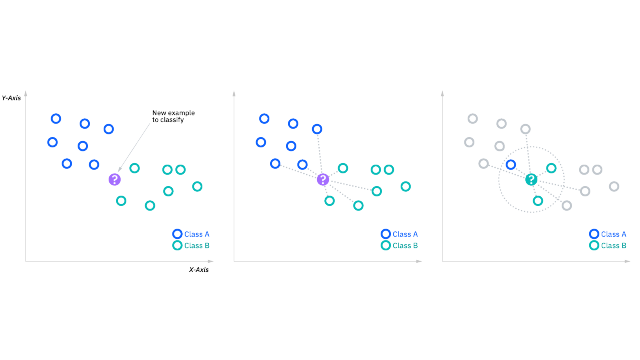 Y-Axis
New example
to classify
?
Class A
Class B
X-Axis
?
Class A
Class B
?
Class A
Class B